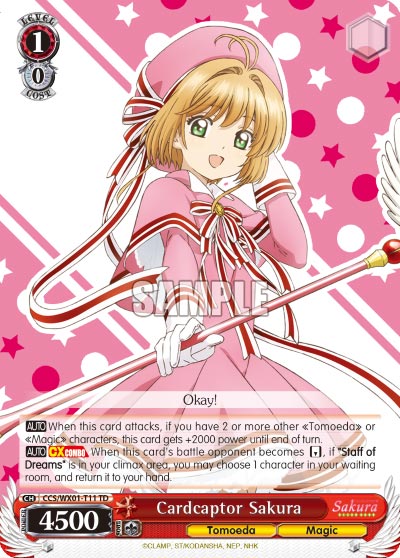 LEVEL
1
0
COST
SAMPLE
Okay!
AUTO When this card attacks, if you have 2 or more other «Tomoeda» or
«Magic» characters, this card gets +2000 power until end of turn.
AUTO CX COMBO When this card's battle opponent becomes [ ], if "Staff of
Dreams" is in your climax area, you may choose 1 character in your waiting
room, and return it to your hand.
CH CCS/WX01-T11 TD
4500
Cardcaptor Sakura
Sakura
Tomoeda Magic
©CLAMP, ST/KODANSHA, NEP, NHK